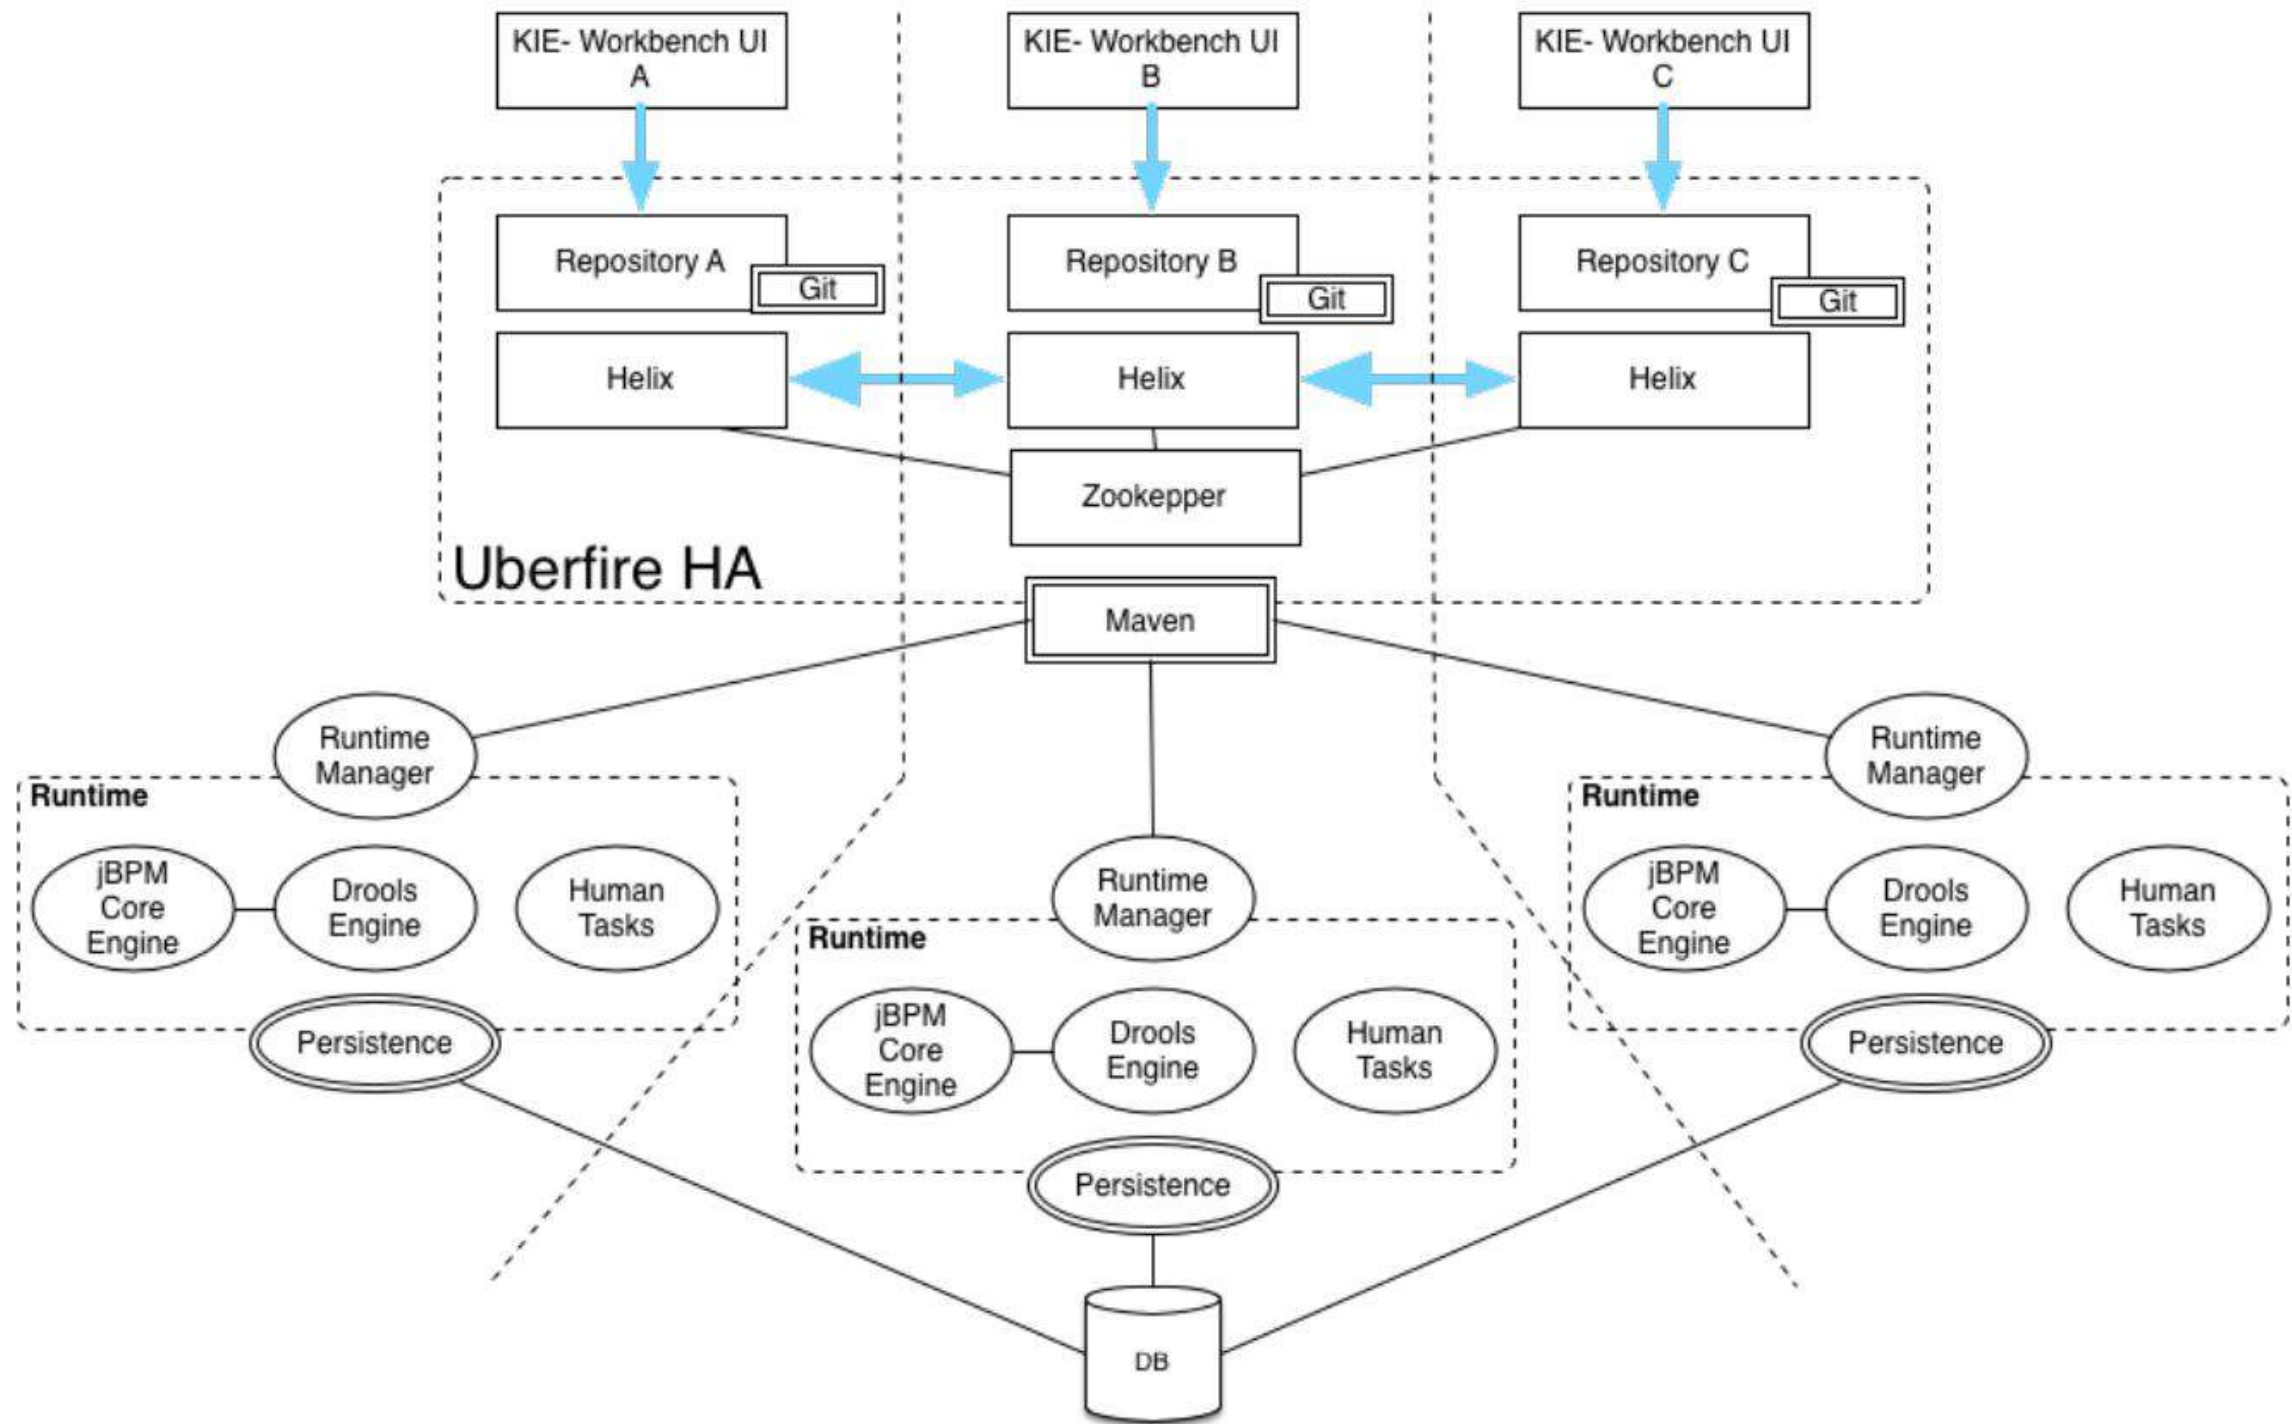 KIE- Workbench UI
A
KIE- Workbench UI
B
KIE- Workbench UI
C
Repository A
Git
Repository B
Git
Repository C
Git
Helix
Helix
Helix
Zookepper
Uberfire HA
Maven
Runtime
Manager
Runtime
jBPM
Core
Engine
Drools
Engine
Human
Tasks
Persistence
Runtime
Manager
Runtime
jBPM
Core
Engine
Drools
Engine
Human
Tasks
Persistence
Runtime
Manager
Runtime
jBPM
Core
Engine
Drools
Engine
Human
Tasks
Persistence
DB